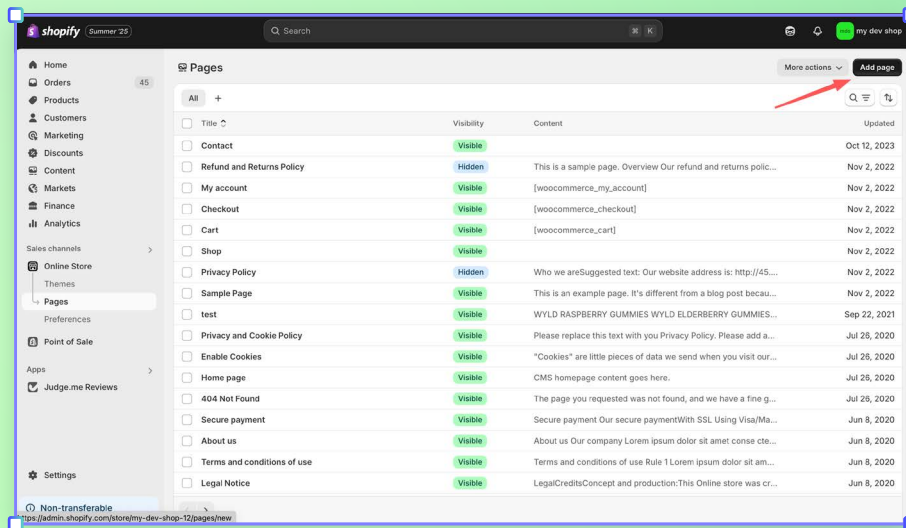 shopify Summer '25
Search
⌘ K
my dev shop
Home
Orders 45
Products
Customers
Marketing
Discounts
Content
Markets
Finance
Analytics
Sales channels
Online Store
Themes
Pages
Preferences
Point of Sale
Apps
Judge.me Reviews
Settings
Non-transferable
https://admin.shopify.com/store/my-dev-shop-12/pages/new
Pages
More actions
Add page
All +
Title Visibility Content Updated
Contact Visible Oct 12, 2023
Refund and Returns Policy Hidden This is a sample page. Overview Our refund and returns polic... Nov 2, 2022
My account Visible [woocommerce_my_account] Nov 2, 2022
Checkout Visible [woocommerce_checkout] Nov 2, 2022
Cart Visible [woocommerce_cart] Nov 2, 2022
Shop Visible Nov 2, 2022
Privacy Policy Hidden Who we areSuggested text: Our website address is: http://45.... Nov 2, 2022
Sample Page Visible This is an example page. It's different from a blog post becau... Nov 2, 2022
test Visible WYLD RASPBERRY GUMMIES WYLD ELDERBERRY GUMMIES... Sep 22, 2021
Privacy and Cookie Policy Visible Please replace this text with you Privacy Policy. Please add a... Jul 26, 2020
Enable Cookies Visible "Cookies" are little pieces of data we send when you visit our... Jul 26, 2020
Home page Visible CMS homepage content goes here. Jul 26, 2020
404 Not Found Visible The page you requested was not found, and we have a fine g... Jul 26, 2020
Secure payment Visible Secure payment Our secure paymentWith SSL Using Visa/Ma... Jun 8, 2020
About us Visible About us Our company Lorem ipsum dolor sit amet conse cte... Jun 8, 2020
Terms and conditions of use Visible Terms and conditions of use Rule 1 Lorem ipsum dolor sit am... Jun 8, 2020
Legal Notice Visible LegalCreditsConcept and production:This Online store was cr... Jun 8, 2020